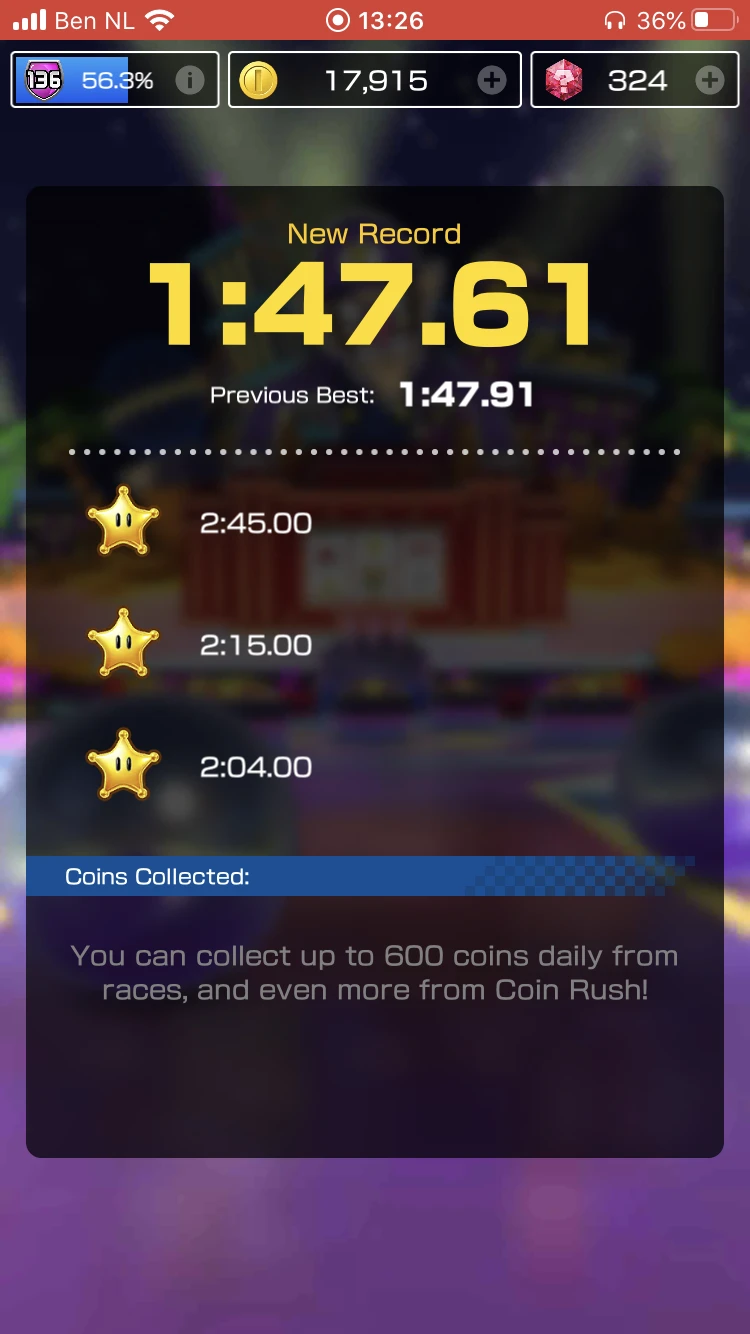 Ben NL 13:26 36%
136 56.3% i 17,915 + 324 +
New Record
1:47.61
Previous Best: 1:47.91
2:45.00
2:15.00
2:04.00
Coins Collected:
You can collect up to 600 coins daily from
races, and even more from Coin Rush!